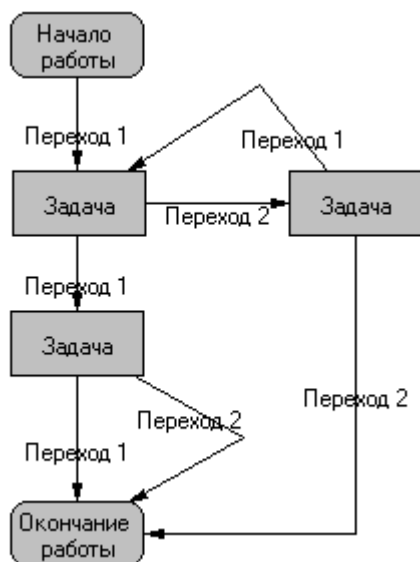 Начало
работы
Переход 1
Переход 1
Задача
Переход 2
Задача
Переход 1
Задача
Переход 2
Переход 2
Переход 1
Окончание
работы